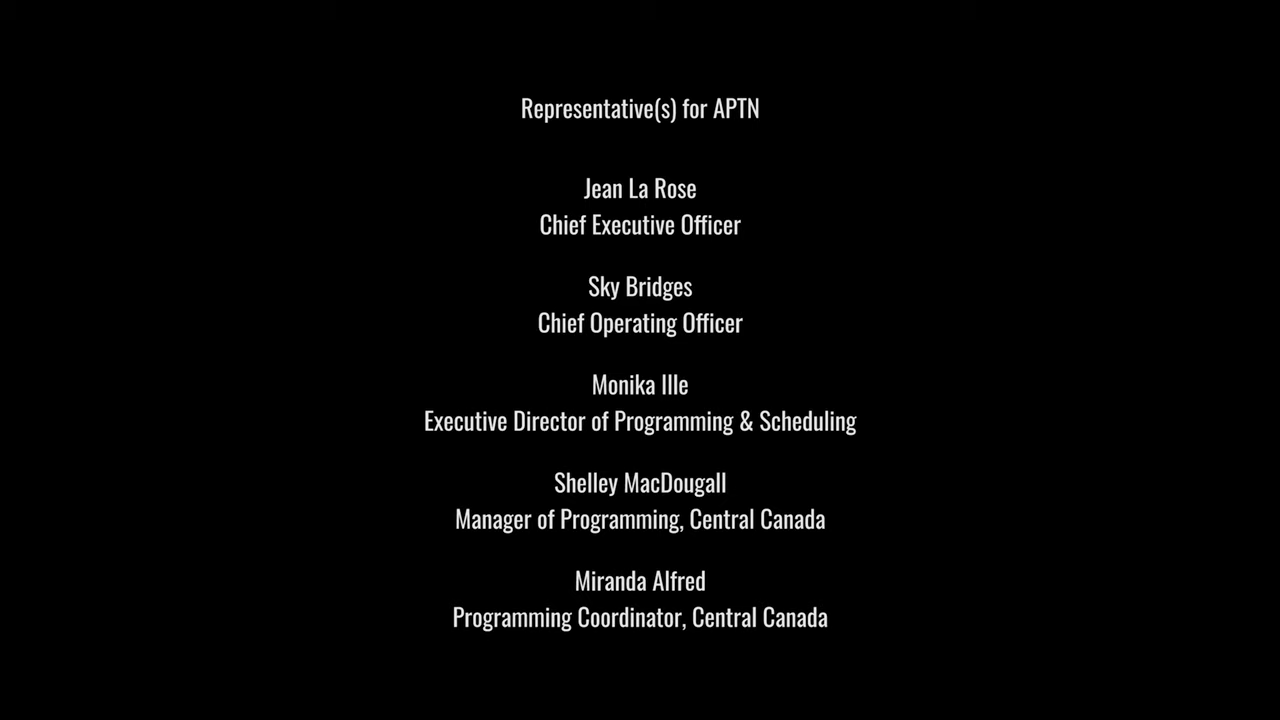 Representative(s) for APTN
Jean La Rose
Chief Executive Officer
Sky Bridges
Chief Operating Officer
Monika Ille
Executive Director of Programming & Scheduling
Shelley MacDougall
Manager of Programming, Central Canada
Miranda Alfred
Programming Coordinator, Central Canada